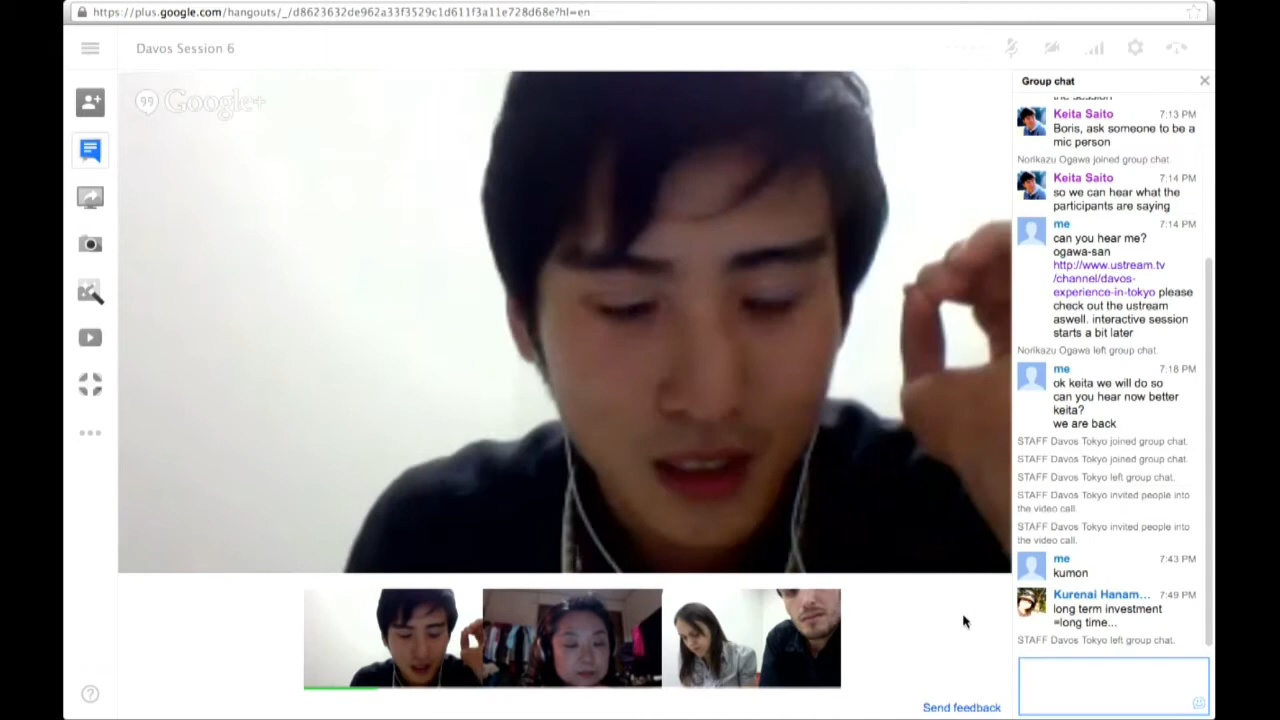 https://plus.google.com/hangouts/_/d8623632de962a33f3529c1d611f3a11e728d68e?hl=en
Davos Session 6
Google+
Group chat
the session
Keita Saito 7:13 PM
Boris, ask someone to be a
mic person
Norikazu Ogawa joined group chat.
Keita Saito 7:14 PM
so we can hear what the
participants are saying
me 7:14 PM
can you hear me?
ogawa-san
http://www.ustream.tv
/channel/davos-
experience-in-tokyo please
check out the ustream
aswell. interactive session
starts a bit later
Norikazu Ogawa left group chat.
me 7:18 PM
ok keita we will do so
can you hear now better
keita?
we are back
STAFF Davos Tokyo joined group chat.
STAFF Davos Tokyo joined group chat.
STAFF Davos Tokyo left group chat.
STAFF Davos Tokyo invited people into
the video call.
STAFF Davos Tokyo invited people into
the video call.
me 7:43 PM
kumon
Kurenai Hanam... 7:49 PM
long term investment
=long time...
STAFF Davos Tokyo left group chat.
Send feedback